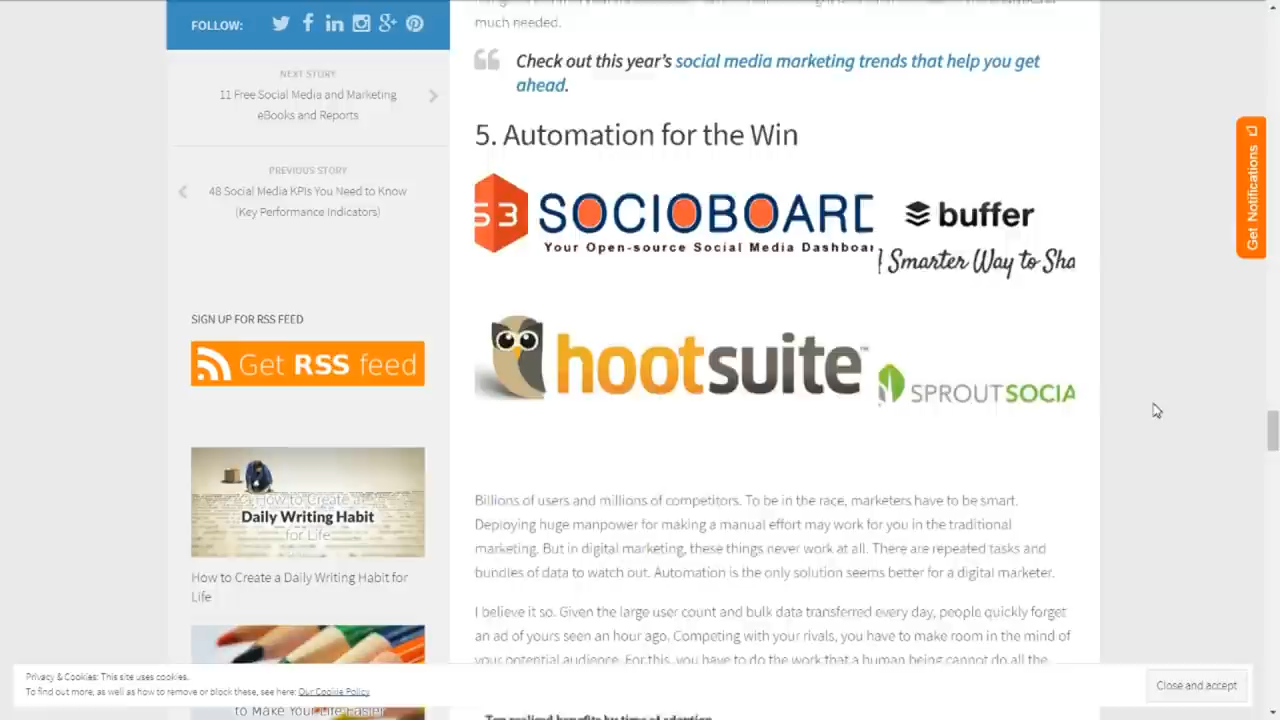 FOLLOW:
NEXT STORY
11 Free Social Media and Marketing
eBooks and Reports
PREVIOUS STORY
48 Social Media KPIs You Need to Know
(Key Performance Indicators)
SIGN UP FOR RSS FEED
Get RSS feed
How to Create a
Daily Writing Habit
for Life
How to Create a Daily Writing Habit for
Life
to Make Your Life Easier
much needed.
Check out this year's social media marketing trends that help you get
ahead.
5. Automation for the Win
S3
SOCIOBOARD
Your Open-source Social Media Dashboar
buffer
Smarter Way to Sha
hootsuite™
SPROUTSOCIA
Billions of users and millions of competitors. To be in the race, marketers have to be smart.
Deploying huge manpower for making a manual effort may work for you in the traditional
marketing. But in digital marketing, these things never work at all. There are repeated tasks and
bundles of data to watch out. Automation is the only solution seems better for a digital marketer.
I believe it so. Given the large user count and bulk data transferred every day, people quickly forget
an ad of yours seen an hour ago. Competing with your rivals, you have to make room in the mind of
your potential audience. For this, you have to do the work that a human being cannot do all the
Get Notifications
Privacy & Cookies: This site uses cookies.
To find out more, as well as how to remove or block these, see here: Our Cookie Policy
Close and accept